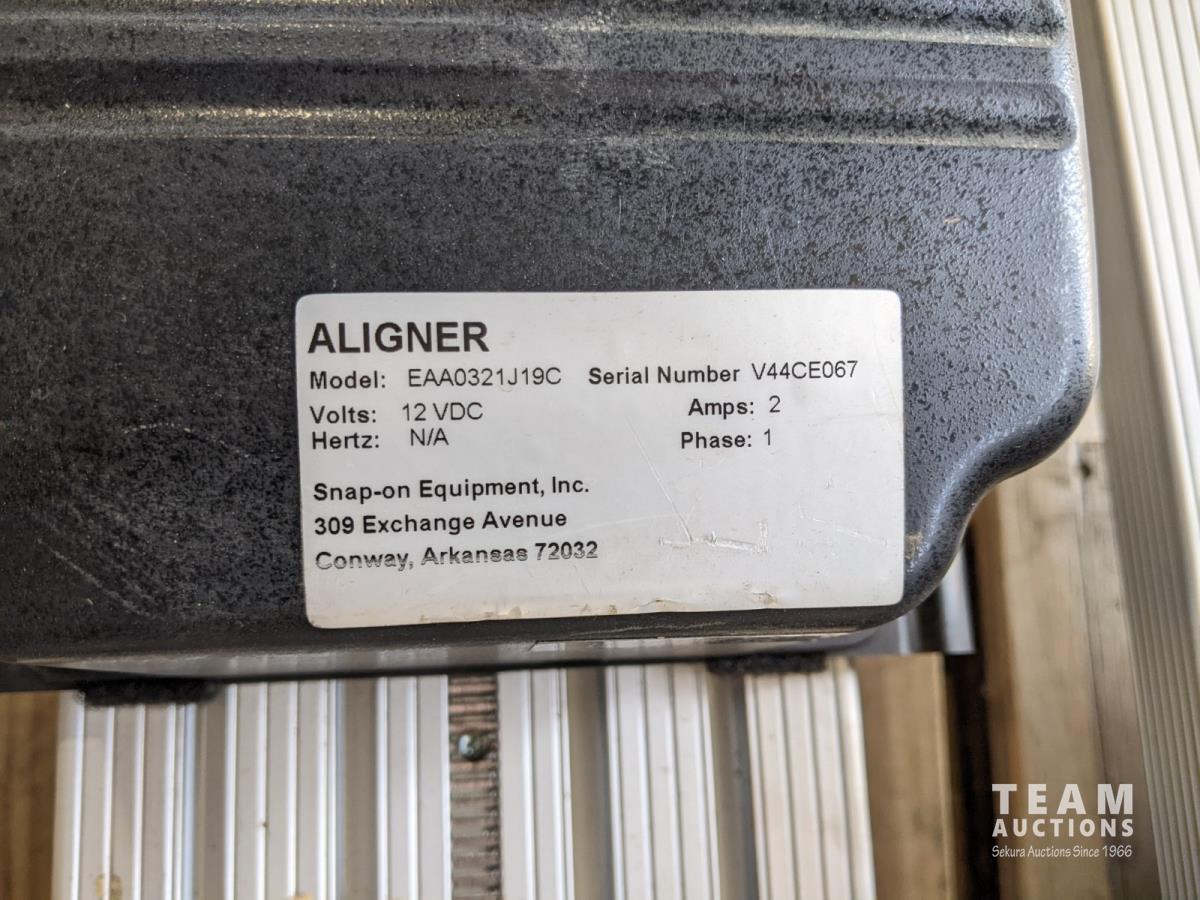 ALIGNER
Model: EAA0321J19C Serial Number V44CE067
Volts: 12 VDC Amps: 2
Hertz: N/A Phase: 1
Snap-on Equipment, Inc.
309 Exchange Avenue
Conway, Arkansas 72032
TEAM
AUCTIONS
Sekura Auctions Since 1966